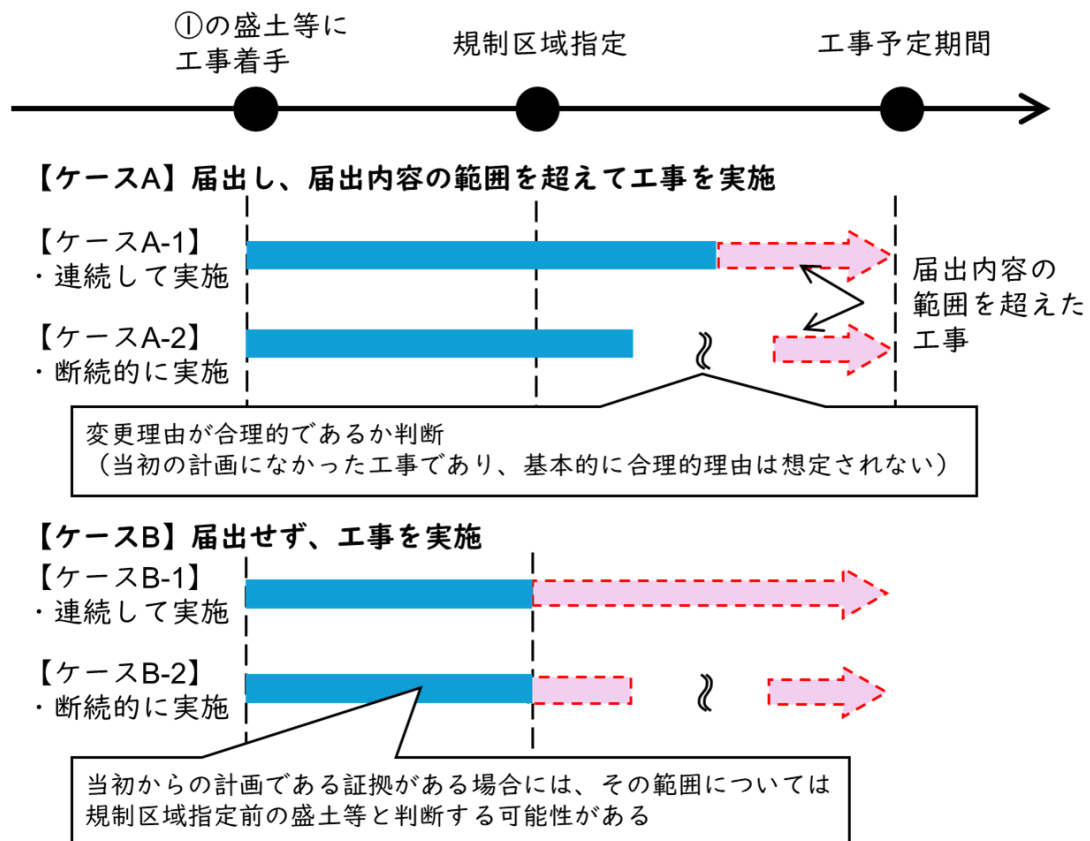 ①の盛土等に
工事着手
規制区域指定
工事予定期間
【ケースA】届出し、届出内容の範囲を超えて工事を実施
【ケースA-1】
・連続して実施
【ケースA-2】
・断続的に実施
届出内容の
範囲を超えた
工事
変更理由が合理的であるか判断
（当初の計画になかった工事であり、基本的に合理的理由は想定されない）
【ケースB】届出せず、工事を実施
【ケースB-1】
・連続して実施
【ケースB-2】
・断続的に実施
当初からの計画である証拠がある場合には、その範囲については
規制区域指定前の盛土等と判断する可能性がある